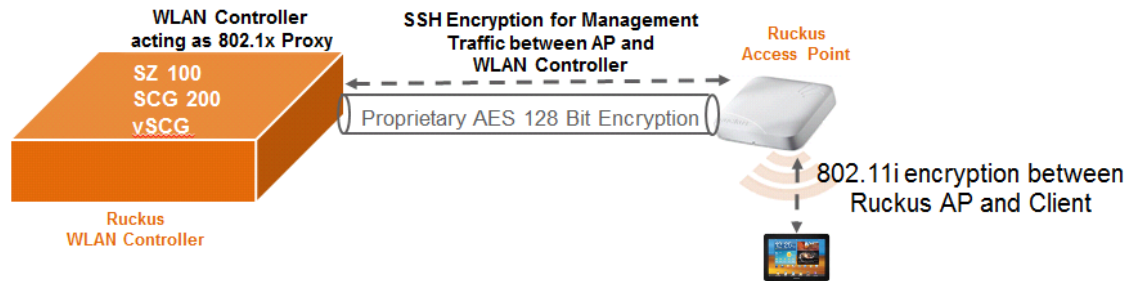 WLAN Controller
acting as 802.1x Proxy
SSH Encryption for Management
Traffic between AP and
WLAN Controller
Ruckus
Access Point
SZ 100
SCG 200
vSCG
Proprietary AES 128 Bit Encryption
802.11i encryption between
Ruckus AP and Client
Ruckus
WLAN Controller